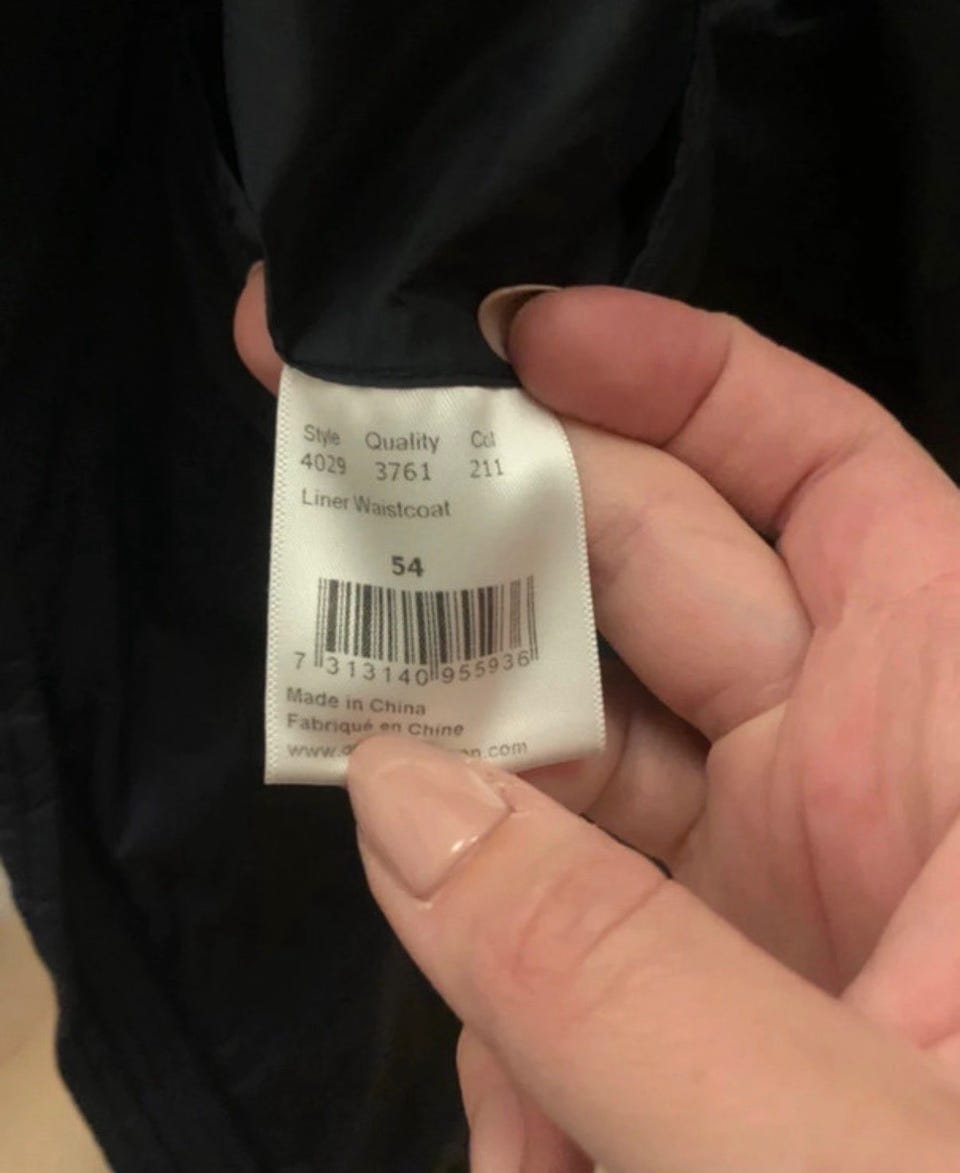 Style Quality Col
4029 3761 211
Liner Waistcoat
54
7 313140 955936
Made in China
Fabriqué en Chine